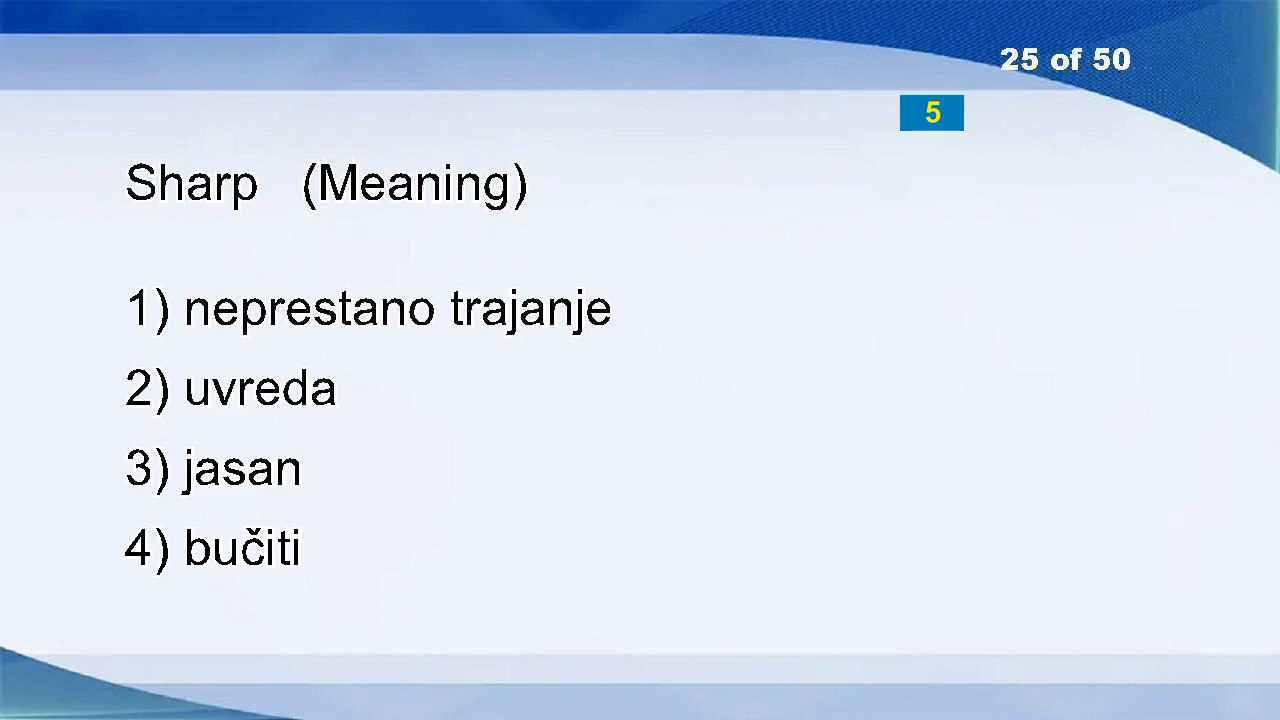 25 of 50
5
Sharp (Meaning)
1) neprestano trajanje
2) uvreda
3) jasan
4) bučiti